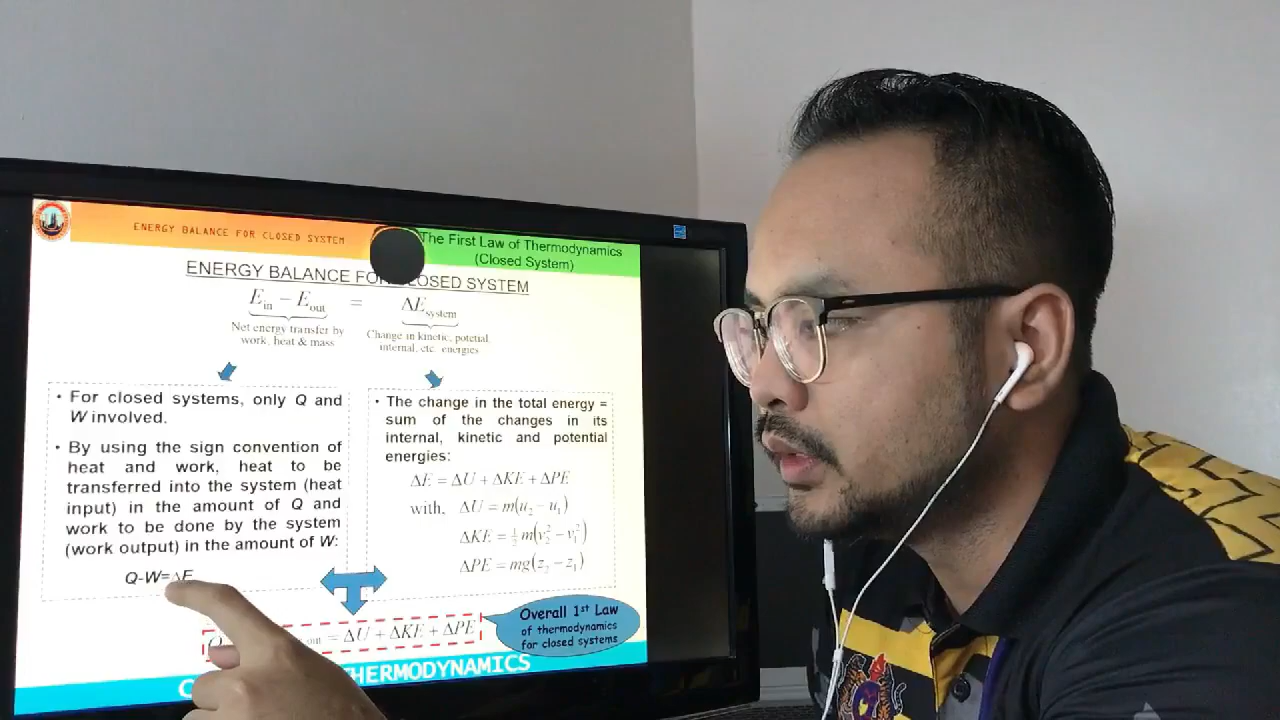 ENERGY BALANCE FOR CLOSED SYSTEM
The First Law of Thermodynamics
(Closed System)
ENERGY BALANCE FOR CLOSED SYSTEM
E_in − E_out = ΔE_system
Net energy transfer by
work, heat & mass
Change in kinetic, potetial,
internal, etc. energies
• For closed systems, only Q and
W involved.
• By using the sign convention of
heat and work, heat to be
transferred into the system (heat
input) in the amount of Q and
work to be done by the system
(work output) in the amount of W:
Q-W=ΔE
• The change in the total energy =
sum of the changes in its
internal, kinetic and potential
energies:
ΔE = ΔU + ΔKE + ΔPE
with, ΔU = m(u₂ − u₁)
ΔKE = ½ m(v₂² − v₁²)
ΔPE = mg(z₂ − z₁)
out = ΔU + ΔKE + ΔPE
Overall 1st Law
of thermodynamics
for closed systems
THERMODYNAMICS